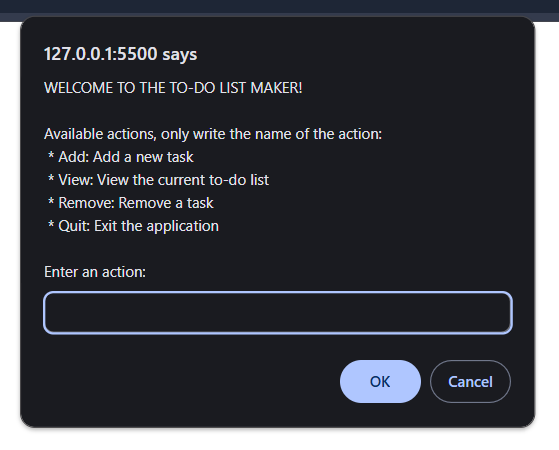 127.0.0.1:5500 says
WELCOME TO THE TO-DO LIST MAKER!
Available actions, only write the name of the action:
* Add: Add a new task
* View: View the current to-do list
* Remove: Remove a task
* Quit: Exit the application
Enter an action:
OK Cancel